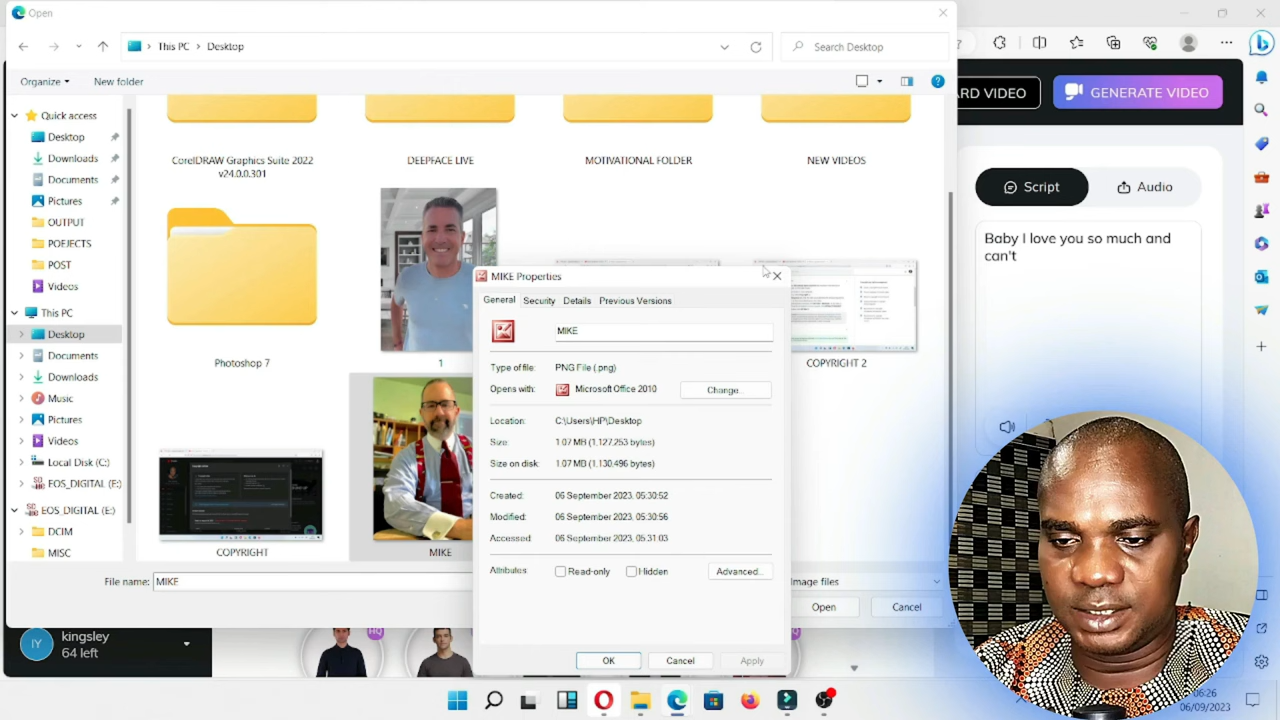 Open
This PC > Desktop
Search Desktop
Organize
New folder
ARD VIDEO
GENERATE VIDEO
Quick access
Desktop
Downloads
Documents
Pictures
OUTPUT
POEJECTS
POST
Videos
This PC
Desktop
Documents
Downloads
Music
Pictures
Videos
Local Disk (C:)
EOS_DIGITAL (E:)
EOS_DIGITAL (E:)
DCIM
MISC
CorelDRAW Graphics Suite 2022
v24.0.0.301
DEEPFACE LIVE
MOTIVATIONAL FOLDER
NEW VIDEOS
Photoshop 7
1
COPYRIGHT 2
COPYRIGHT
MIKE
MIKE Properties
General Security Details Previous Versions
MIKE
Type of file: PNG File (.png)
Opens with: Microsoft Office 2010 Change...
Location: C:\Users\HP\Desktop
Size: 1.07 MB (1,127,253 bytes)
Size on disk: 1.07 MB (1,130,496 bytes)
Created: 06 September 2023, 05:30:52
Modified: 06 September 2023, 05:30:56
Accessed: 06 September 2023, 05:31:03
Attributes: Read-only Hidden Advanced...
OK Cancel Apply
Script
Audio
Baby I love you so much and
can't
File name: MIKE
Image files
Open Cancel
IY
kingsley
64 left
HQ
06:26
06/09/2023